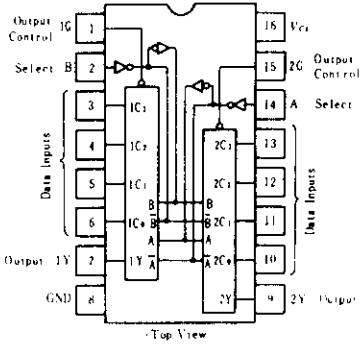 Output Control 1G 1
Select B 2
Data Inputs
3 1C3
4 1C2
5 1C1
6 1C0
Output 1Y 7 1Y
GND 8
16 Vcc
15 2G Output Control
14 A Select
Data Inputs
2C3 13
2C2 12
2C1 11
2C0 10
2Y 9 2Y Output
B B
B̅ B̅
A A
A̅ A̅
(Top View